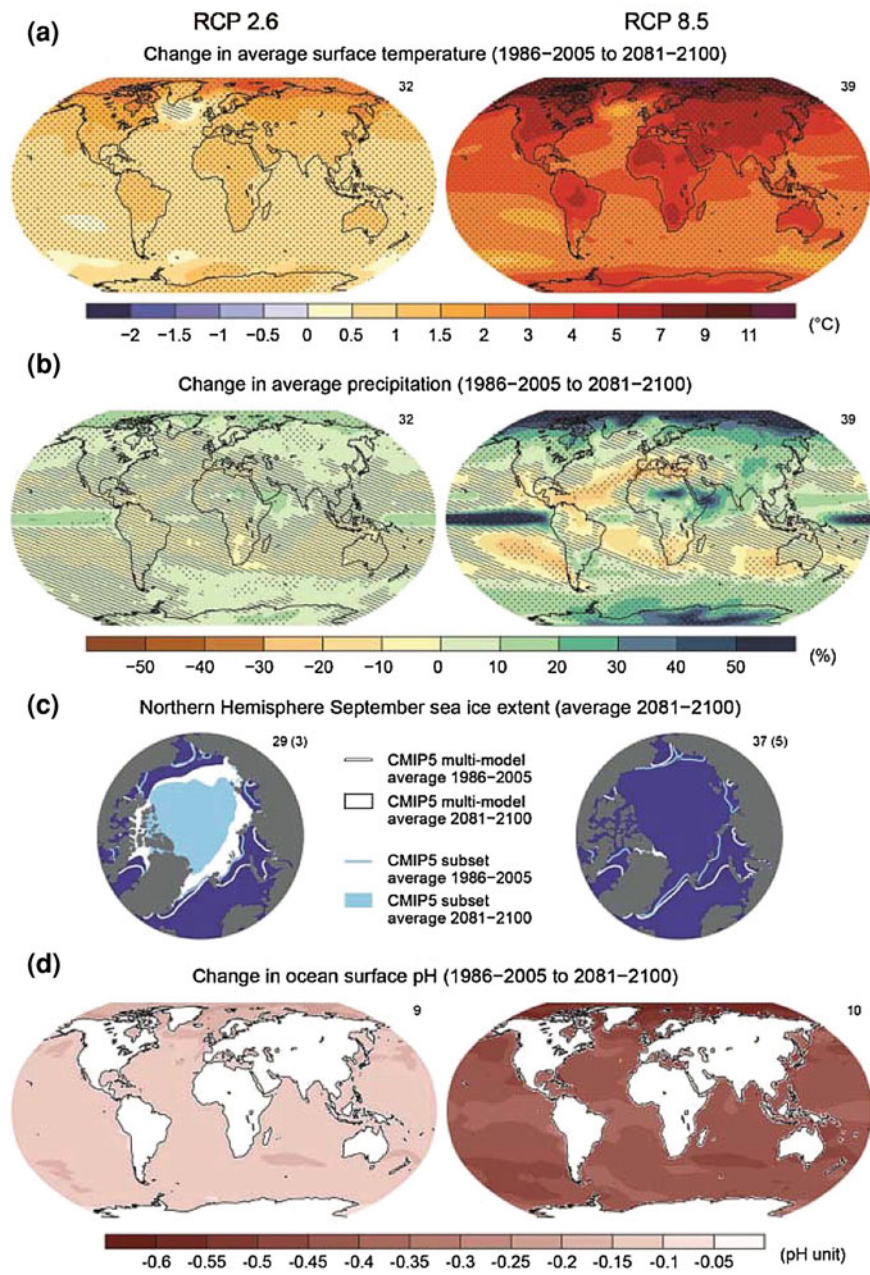 RCP 2.6 RCP 8.5
(a)
Change in average surface temperature (1986−2005 to 2081−2100)
32 39
−2 −1.5 −1 −0.5 0 0.5 1 1.5 2 3 4 5 7 9 11 (°C)
(b)
Change in average precipitation (1986−2005 to 2081−2100)
32 39
−50 −40 −30 −20 −10 0 10 20 30 40 50 (%)
(c)
Northern Hemisphere September sea ice extent (average 2081−2100)
29 (3) 37 (5)
CMIP5 multi-model
average 1986−2005
CMIP5 multi-model
average 2081−2100
CMIP5 subset
average 1986−2005
CMIP5 subset
average 2081−2100
(d)
Change in ocean surface pH (1986−2005 to 2081−2100)
9 10
-0.6 -0.55 -0.5 -0.45 -0.4 -0.35 -0.3 -0.25 -0.2 -0.15 -0.1 -0.05 (pH unit)